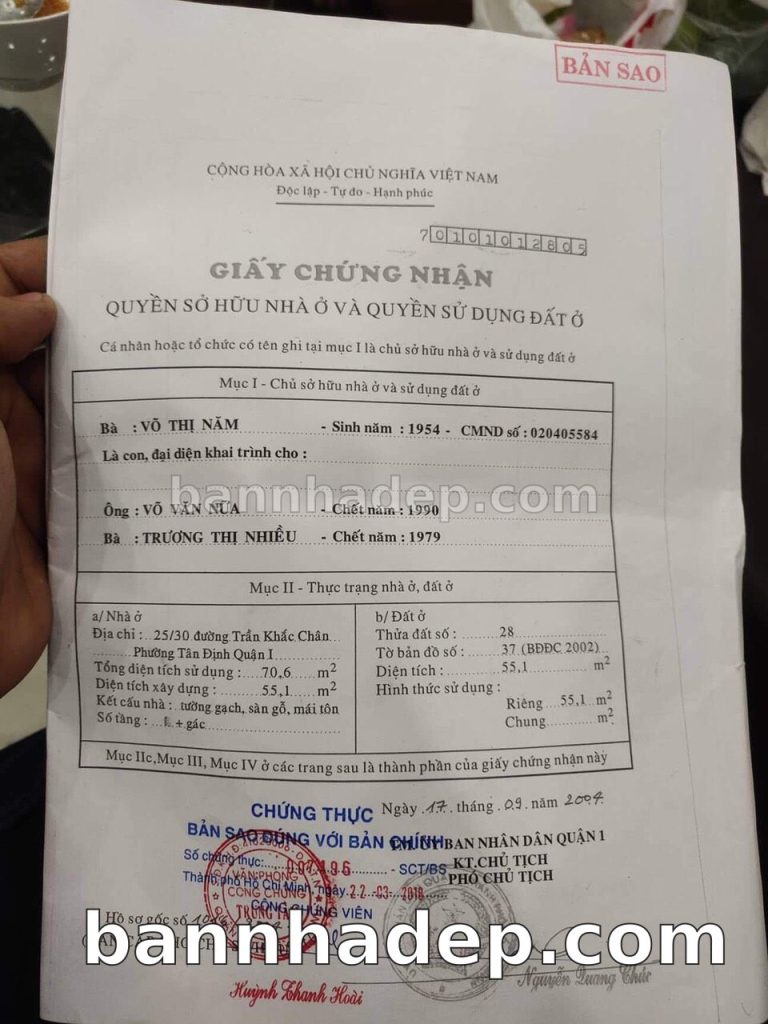 BẢN SAO
CỘNG HÒA XÃ HỘI CHỦ NGHĨA VIỆT NAM
Độc lập - Tự do - Hạnh phúc
70101012805
GIẤY CHỨNG NHẬN
QUYỀN SỞ HỮU NHÀ Ở VÀ QUYỀN SỬ DỤNG ĐẤT Ở
Cá nhân hoặc tổ chức có tên ghi tại mục I là chủ sở hữu nhà ở và sử dụng đất ở
Mục I - Chủ sở hữu nhà ở và sử dụng đất ở
Bà : VÕ THỊ NĂM - Sinh năm : 1954 - CMND số : 020405584
Là con, đại diện khai trình cho :
bannhadep.com
Ông : VÕ VĂN NỮA - Chết năm : 1990
Bà : TRƯƠNG THỊ NHIỀU - Chết năm : 1979
Mục II - Thực trạng nhà ở, đất ở
a/ Nhà ở
Địa chỉ : 25/30 đường Trần Khắc Chân
Phường Tân Định Quận I
Tổng diện tích sử dụng : 70,6 m2
Diện tích xây dựng : 55,1 m2
Kết cấu nhà : tường gạch, sàn gỗ, mái tôn
Số tầng : + gác
b/ Đất ở
Thửa đất số : 28
Tờ bản đồ số : 37 (BĐĐC 2002)
Diện tích : 55,1 m2
Hình thức sử dụng :
Riêng 55,1 m2
Chung m2
Mục IIc, Mục III, Mục IV ở các trang sau là thành phần của giấy chứng nhận này
Ngày 17 tháng 09 năm 2004
CHỨNG THỰC
BẢN SAO ĐÚNG VỚI BẢN CHÍNH
ỦY BAN NHÂN DÂN QUẬN 1
KT.CHỦ TỊCH
PHÓ CHỦ TỊCH
Số chứng thực: 007196 - SCT/BS
Thành phố Hồ Chí Minh, ngày 22 -03- 2018
CÔNG CHỨNG VIÊN
VĂN PHÒNG
CÔNG CHỨNG
TRUNG TÂM
Hồ sơ gốc số
bannhadep.com
Huỳnh Thanh Hoài
Nguyễn Quang Chức